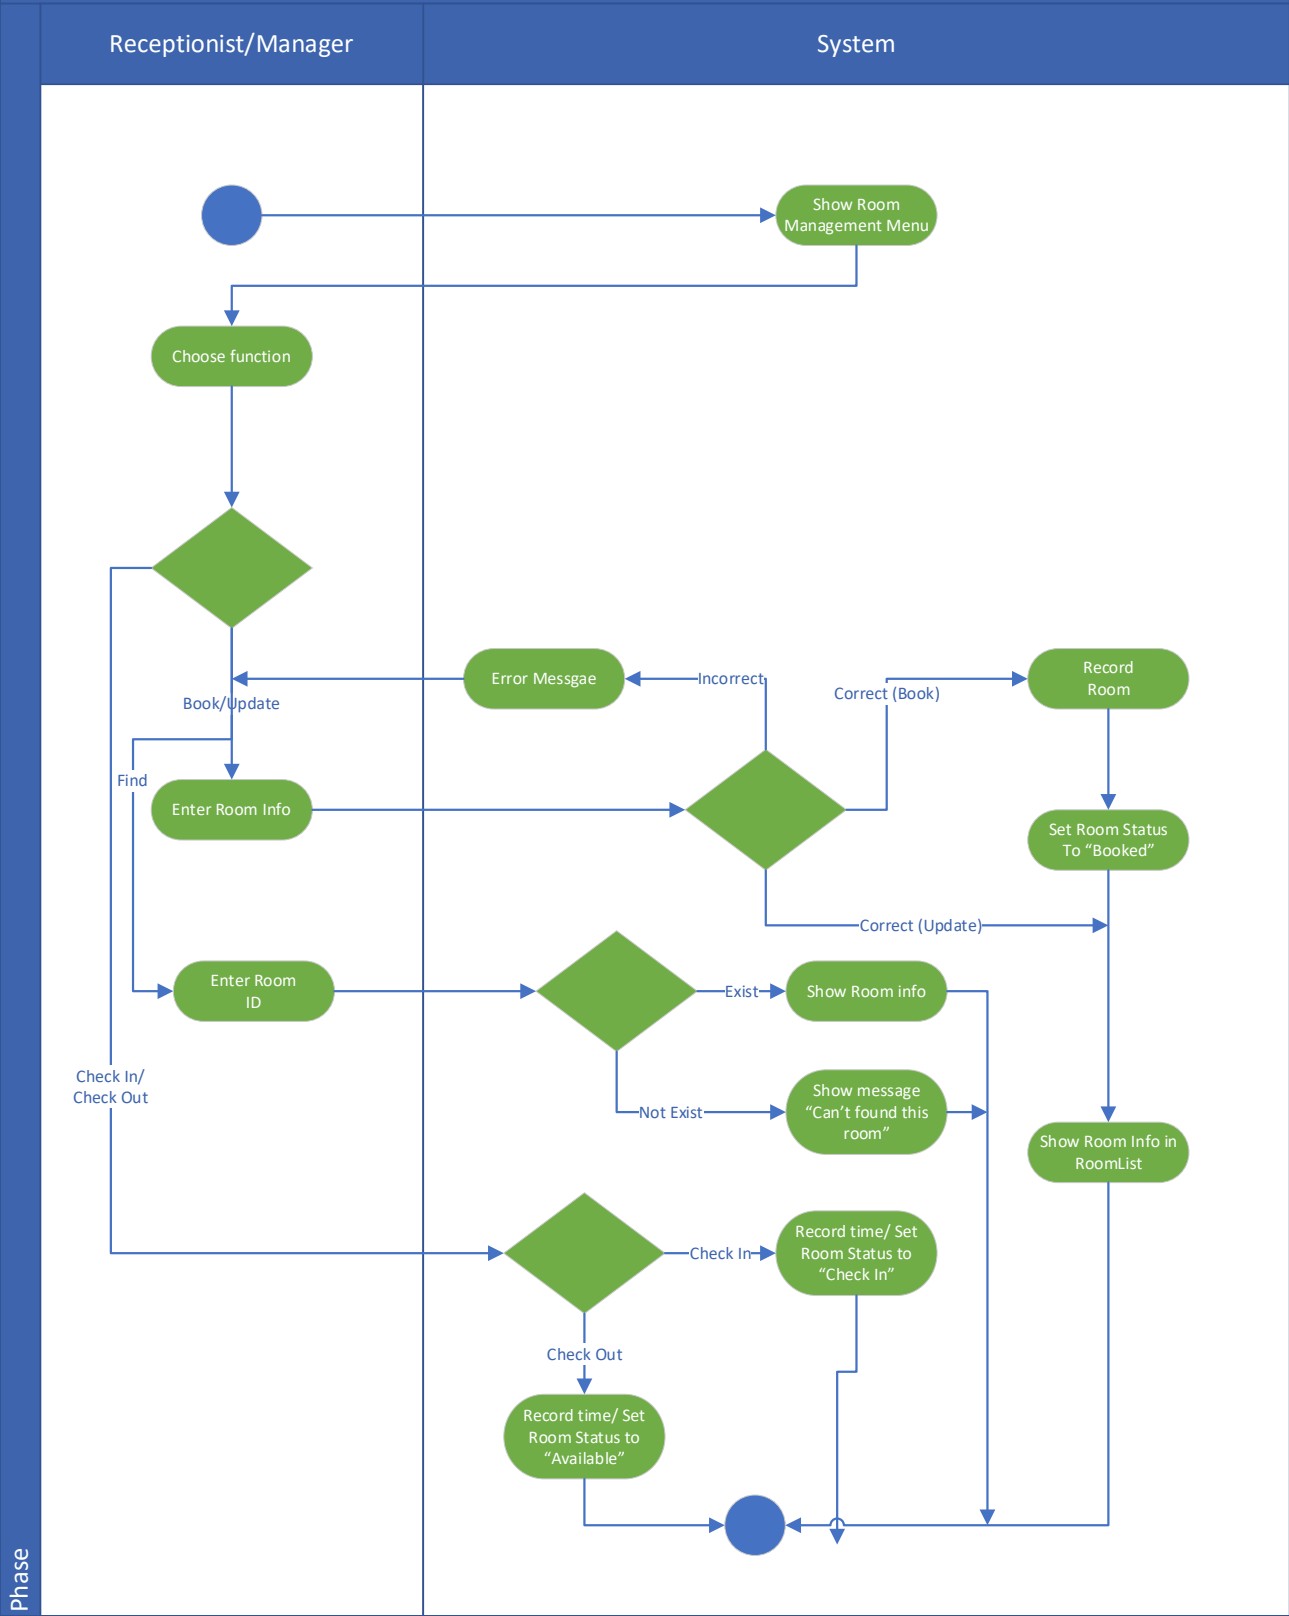 Receptionist/Manager
System
Show Room
Management Menu
Choose function
Error Messgae
Incorrect
Correct (Book)
Record
Room
Book/Update
Find
Enter Room Info
Set Room Status
To “Booked”
Correct (Update)
Enter Room
ID
Exist
Show Room info
Check In/
Check Out
Not Exist
Show message
“Can’t found this
room”
Show Room Info in
RoomList
Check In
Record time/ Set
Room Status to
“Check In”
Check Out
Record time/ Set
Room Status to
“Available”
Phase